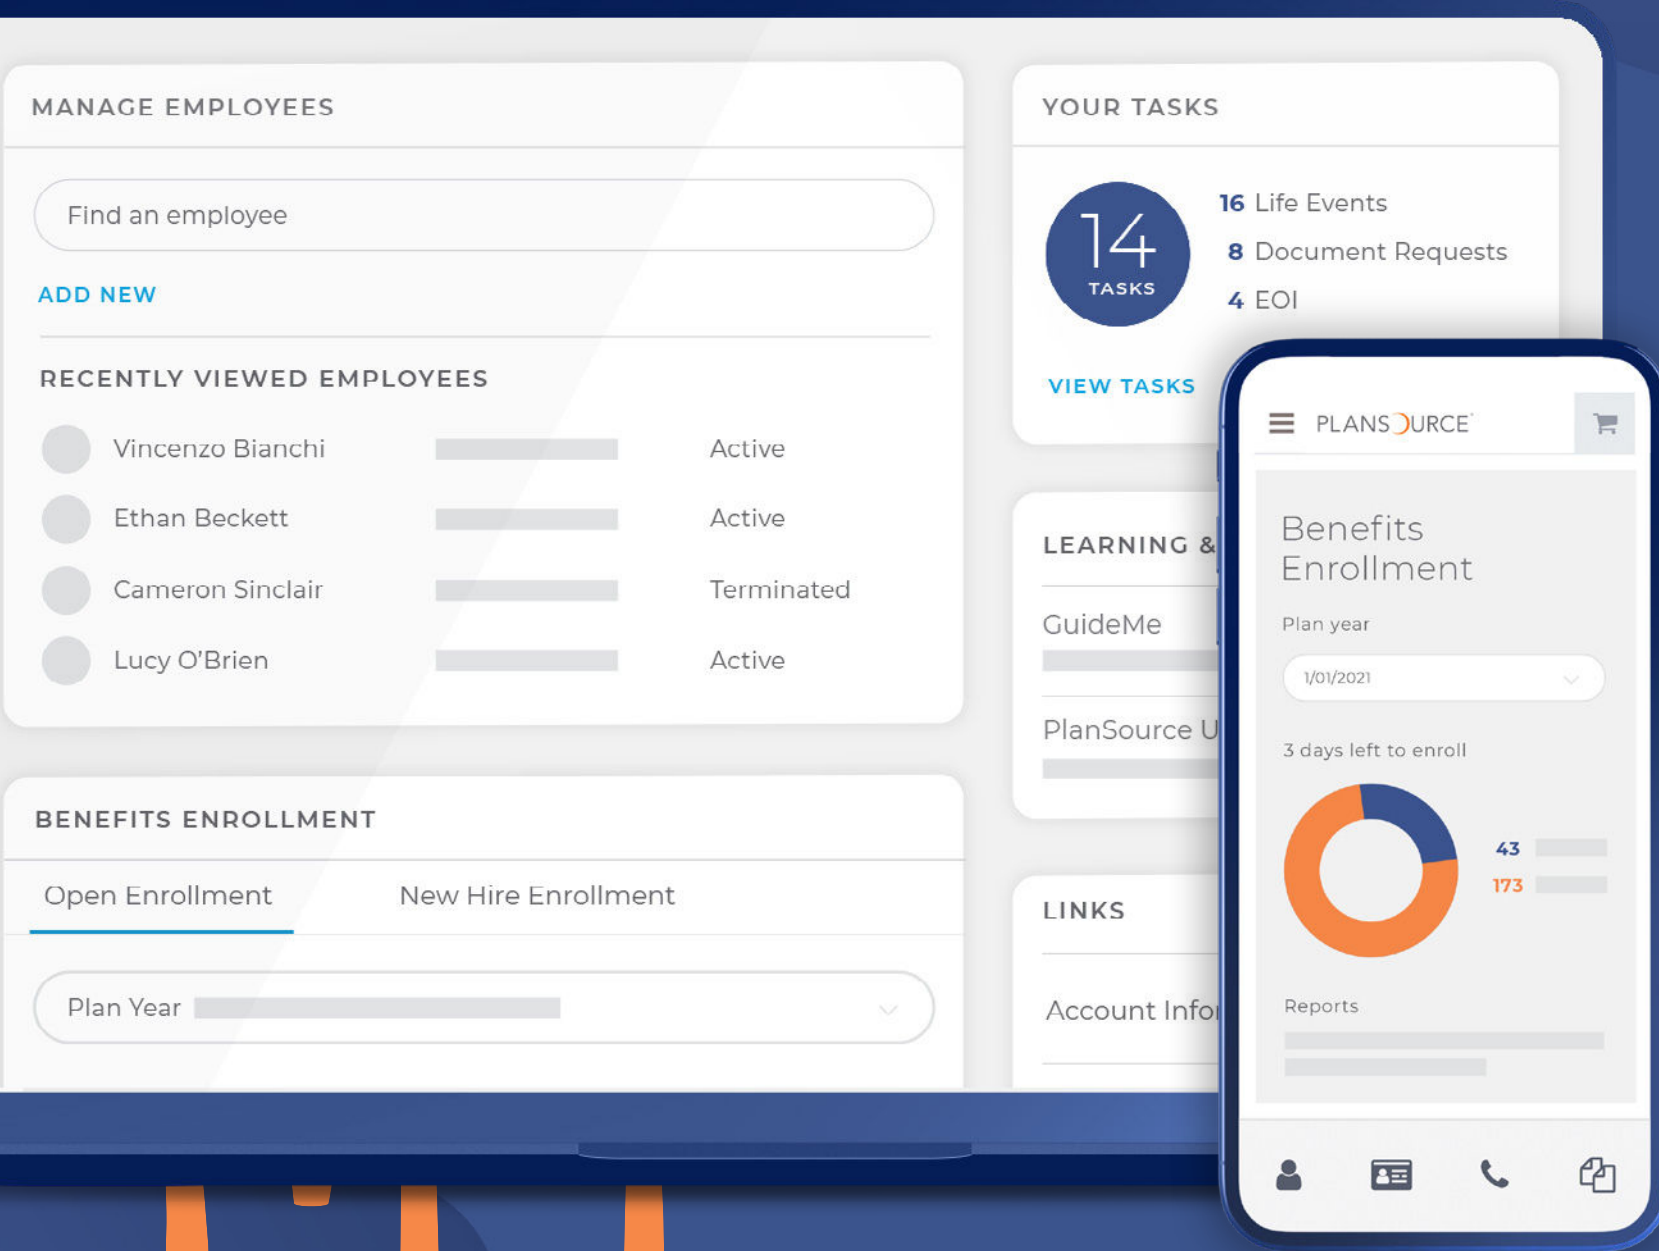 MANAGE EMPLOYEES
Find an employee
ADD NEW
RECENTLY VIEWED EMPLOYEES
Vincenzo Bianchi Active
Ethan Beckett Active
Cameron Sinclair Terminated
Lucy O'Brien Active
BENEFITS ENROLLMENT
Open Enrollment New Hire Enrollment
Plan Year
YOUR TASKS
14
TASKS
16 Life Events
8 Document Requests
4 EOI
VIEW TASKS
LEARNING &
GuideMe
PlanSource U
LINKS
Account Infor
PLANSOURCE
Benefits
Enrollment
Plan year
1/01/2021
3 days left to enroll
43
173
Reports